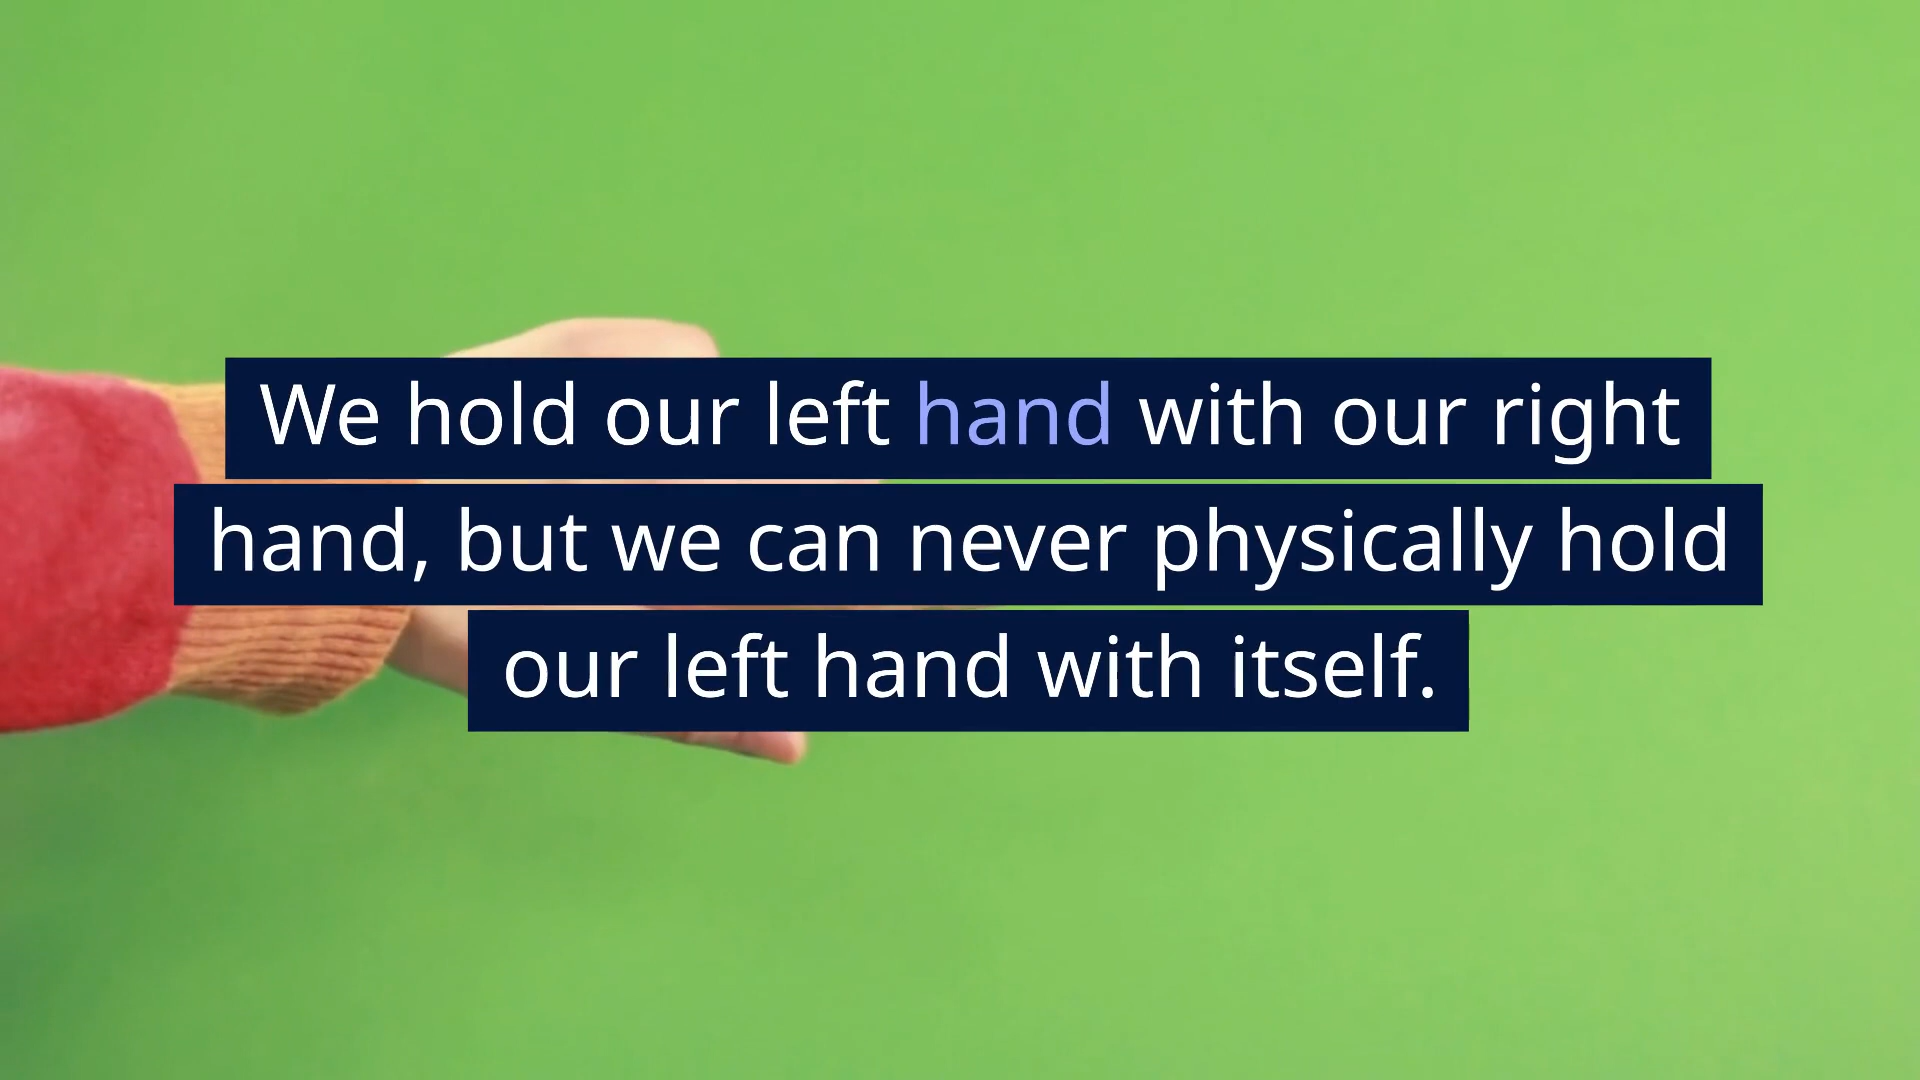 We hold our left hand with our right
hand, but we can never physically hold
our left hand with itself.